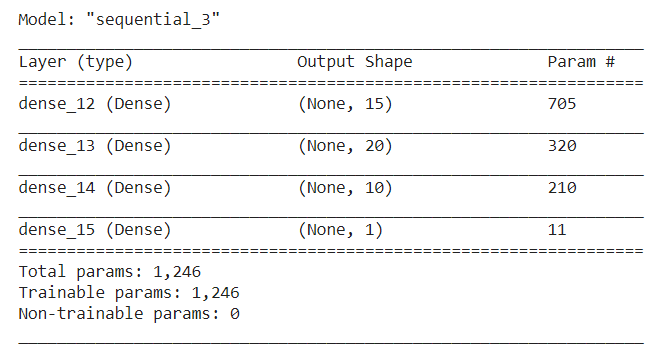 Model: "sequential_3"
Layer (type) Output Shape Param #
dense_12 (Dense) (None, 15) 705
dense_13 (Dense) (None, 20) 320
dense_14 (Dense) (None, 10) 210
dense_15 (Dense) (None, 1) 11
Total params: 1,246
Trainable params: 1,246
Non-trainable params: 0